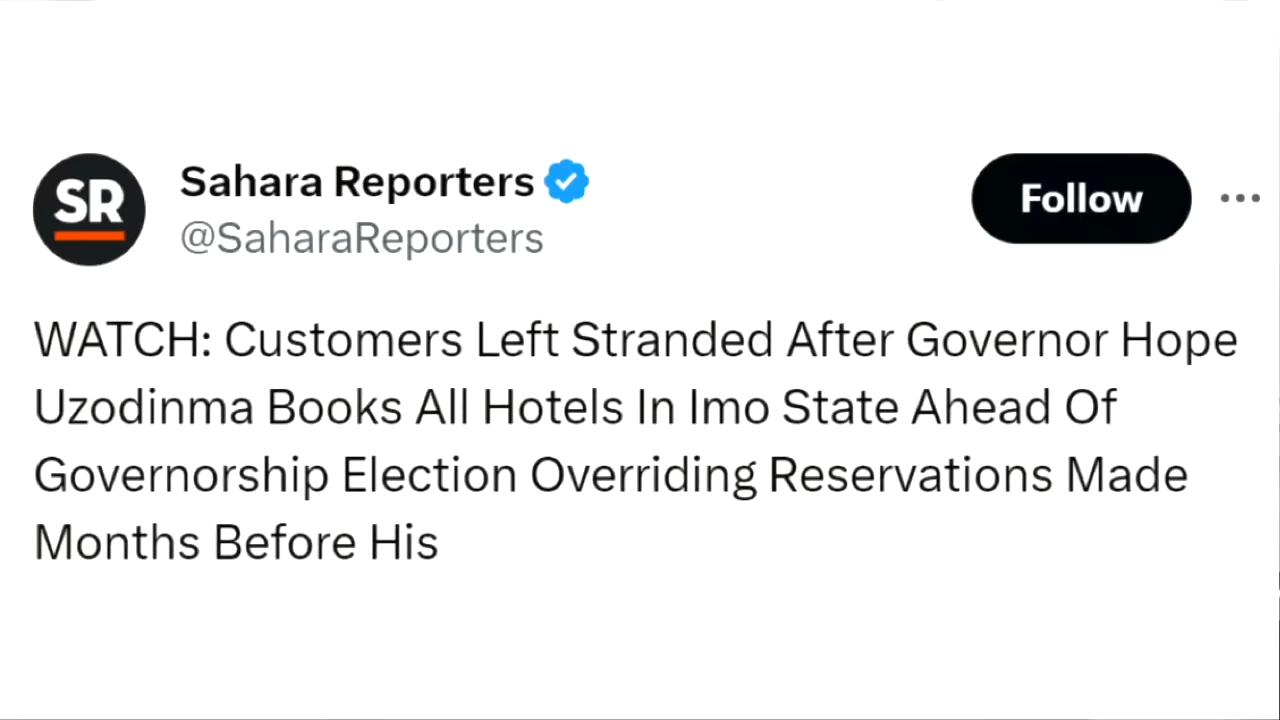 SR
Sahara Reporters
@SaharaReporters
Follow
WATCH: Customers Left Stranded After Governor Hope
Uzodinma Books All Hotels In Imo State Ahead Of
Governorship Election Overriding Reservations Made
Months Before His